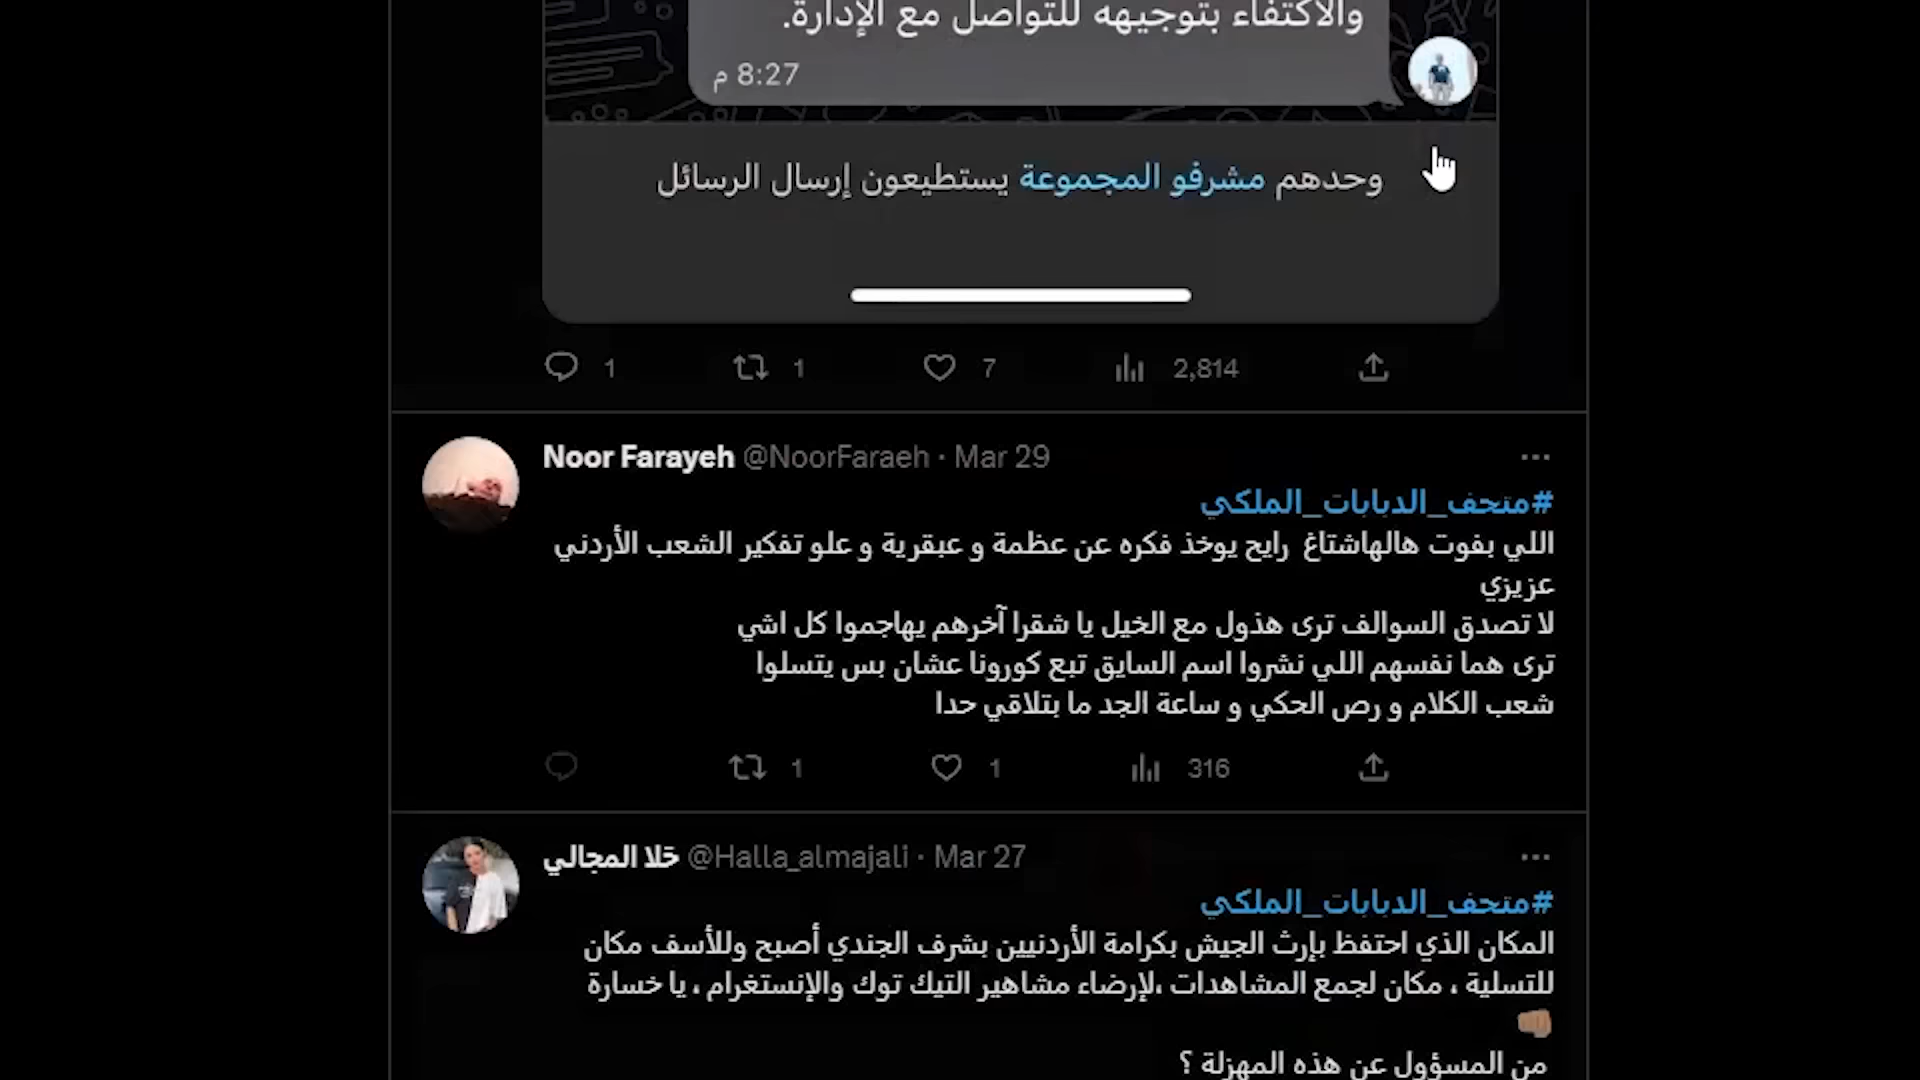 والاكتفاء بتوجيهه للتواصل مع الإدارة.
8:27 م
وحدهم مشرفو المجموعة يستطيعون إرسال الرسائل
1 1 7 2,814
Noor Farayeh @NoorFaraeh · Mar 29
#متحف_الدبابات_الملكي
اللي بفوت هالهاشتاغ رايح يوخذ فكره عن عظمة و عبقرية و علو تفكير الشعب الأردني
عزيزي
لا تصدق السوالف ترى هذول مع الخيل يا شقرا آخرهم يهاجموا كل اشي
ترى هما نفسهم اللي نشروا اسم السايق تبع كورونا عشان بس يتسلوا
شعب الكلام و رص الحكي و ساعة الجد ما بتلاقي حدا
1 1 316
حَلا المجالي @Halla_almajali · Mar 27
#متحف_الدبابات_الملكي
المكان الذي احتفظ بإرث الجيش بكرامة الأردنيين بشرف الجندي أصبح وللأسف مكان
للتسلية ، مكان لجمع المشاهدات ،لإرضاء مشاهير التيك توك والإنستغرام ، يا خسارة
👊🏽
من المسؤول عن هذه المهزلة ؟